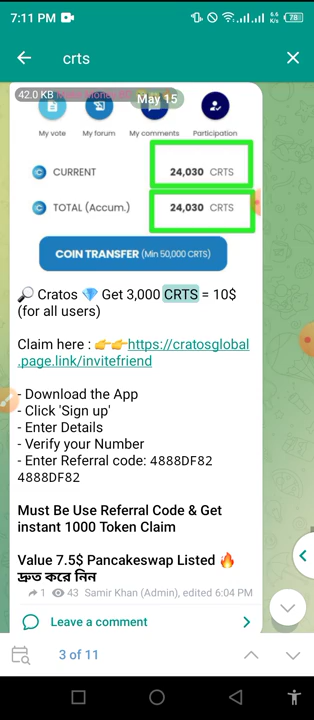 7:11 PM
78
crts
42.0 KB
May 15
My vote
My forum
My comments
Participation
CURRENT 24,030 CRTS
TOTAL (Accum.) 24,030 CRTS
COIN TRANSFER (Min 50,000 CRTS)
🔎 Cratos 💎 Get 3,000 CRTS = 10$
(for all users)
Claim here : 👉👉https://cratosglobal
.page.link/invitefriend
- Download the App
- Click 'Sign up'
- Enter Details
- Verify your Number
- Enter Referral code: 4888DF82
4888DF82
Must Be Use Referral Code & Get
instant 1000 Token Claim
Value 7.5$ Pancakeswap Listed 🔥
দ্রুত করে নিন
1 43 Samir Khan (Admin), edited 6:04 PM
Leave a comment
3 of 11